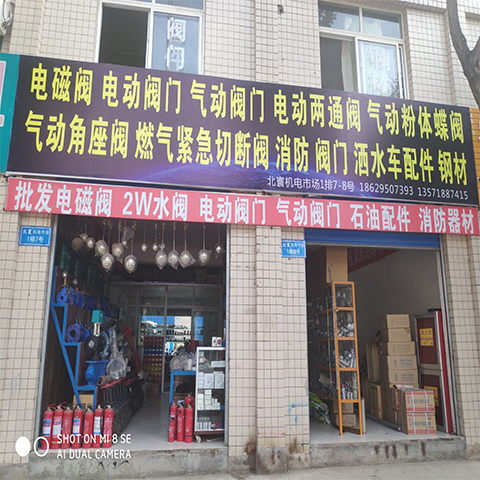 阀门
电磁阀 电动阀门 气动阀门 电动两通阀 气动粉体蝶阀
气动角座阀 燃气紧急切断阀 消防 阀门 洒水车配件 钢材
北寰机电市场1排7-8号 18629507393 13571887415
批发电磁阀 2W水阀 电动阀门 气动阀门 石油配件 消防器材
1排7号
SHOT ON MI 8 SE
AI DUAL CAMERA